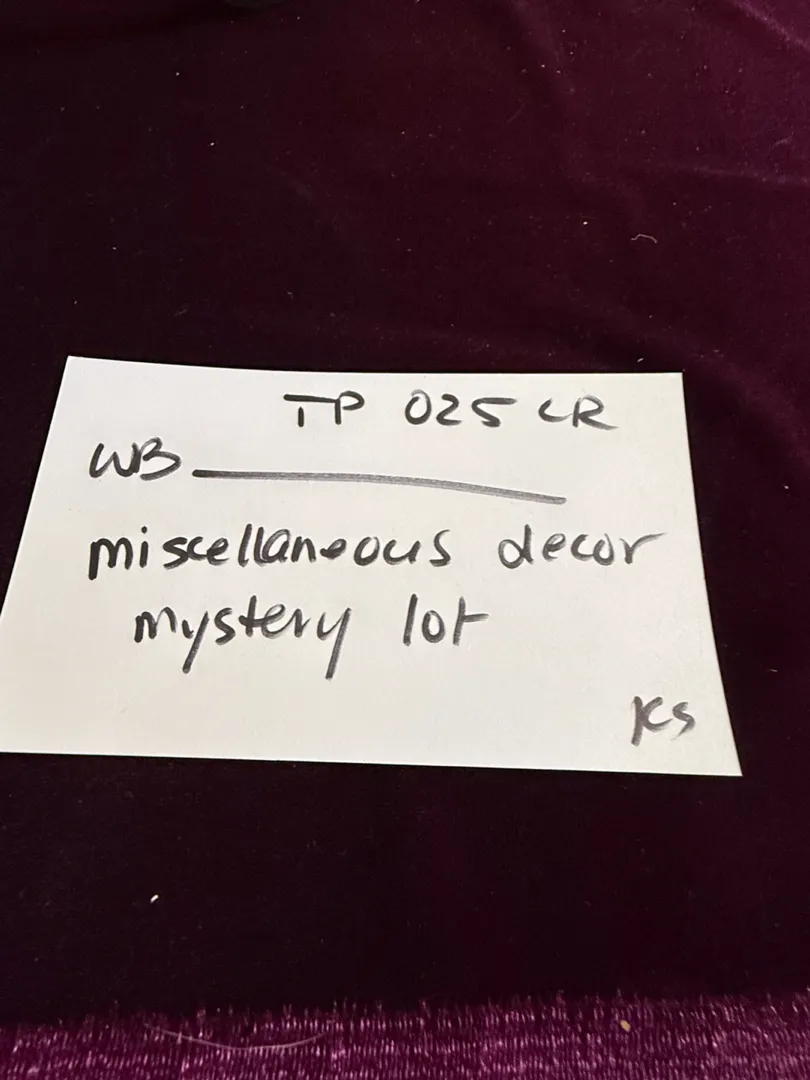 TP 025 CR
WB
miscellaneous decor
mystery lot
KS